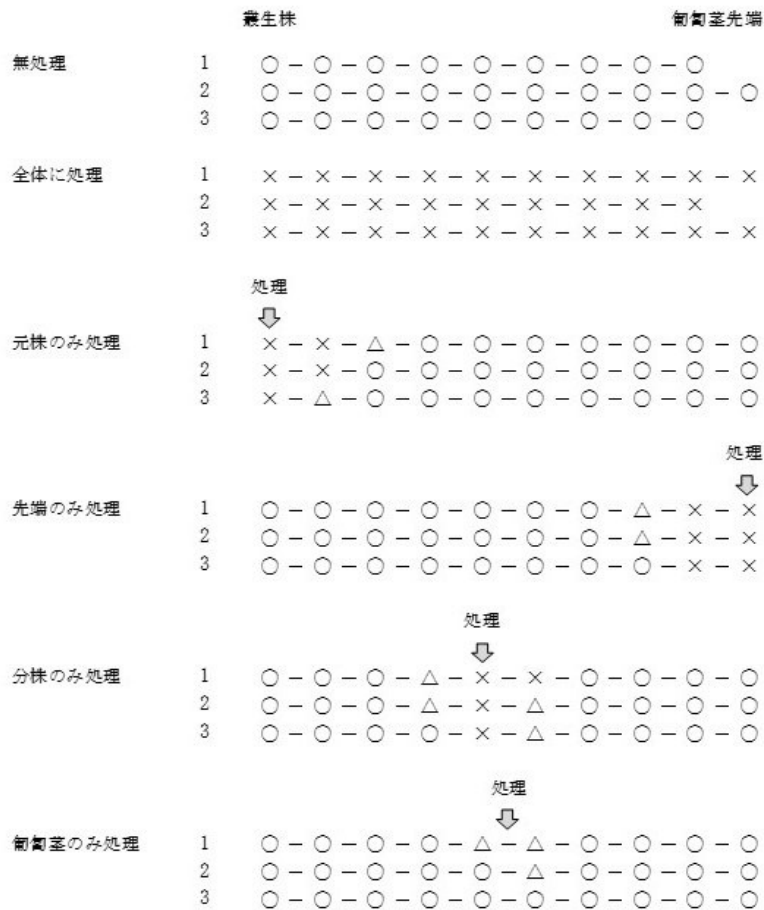 叢生株 匍匐茎先端
無処理 1 ○ － ○ － ○ － ○ － ○ － ○ － ○ － ○ － ○
2 ○ － ○ － ○ － ○ － ○ － ○ － ○ － ○ － ○ － ○
3 ○ － ○ － ○ － ○ － ○ － ○ － ○ － ○ － ○
全体に処理 1 × － × － × － × － × － × － × － × － × － ×
2 × － × － × － × － × － × － × － × － ×
3 × － × － × － × － × － × － × － × － × － ×
処理
元株のみ処理 1 × － × － △ － ○ － ○ － ○ － ○ － ○ － ○ － ○
2 × － × － ○ － ○ － ○ － ○ － ○ － ○ － ○ － ○
3 × － △ － ○ － ○ － ○ － ○ － ○ － ○ － ○ － ○
処理
先端のみ処理 1 ○ － ○ － ○ － ○ － ○ － ○ － ○ － △ － × － ×
2 ○ － ○ － ○ － ○ － ○ － ○ － ○ － △ － × － ×
3 ○ － ○ － ○ － ○ － ○ － ○ － ○ － ○ － × － ×
処理
分株のみ処理 1 ○ － ○ － ○ － △ － × － × － ○ － ○ － ○ － ○
2 ○ － ○ － ○ － △ － × － △ － ○ － ○ － ○ － ○
3 ○ － ○ － ○ － ○ － × － △ － ○ － ○ － ○ － ○
処理
匍匐茎のみ処理 1 ○ － ○ － ○ － ○ － △ － △ － ○ － ○ － ○ － ○
2 ○ － ○ － ○ － ○ － ○ － △ － ○ － ○ － ○ － ○
3 ○ － ○ － ○ － ○ － ○ － ○ － ○ － ○ － ○ － ○